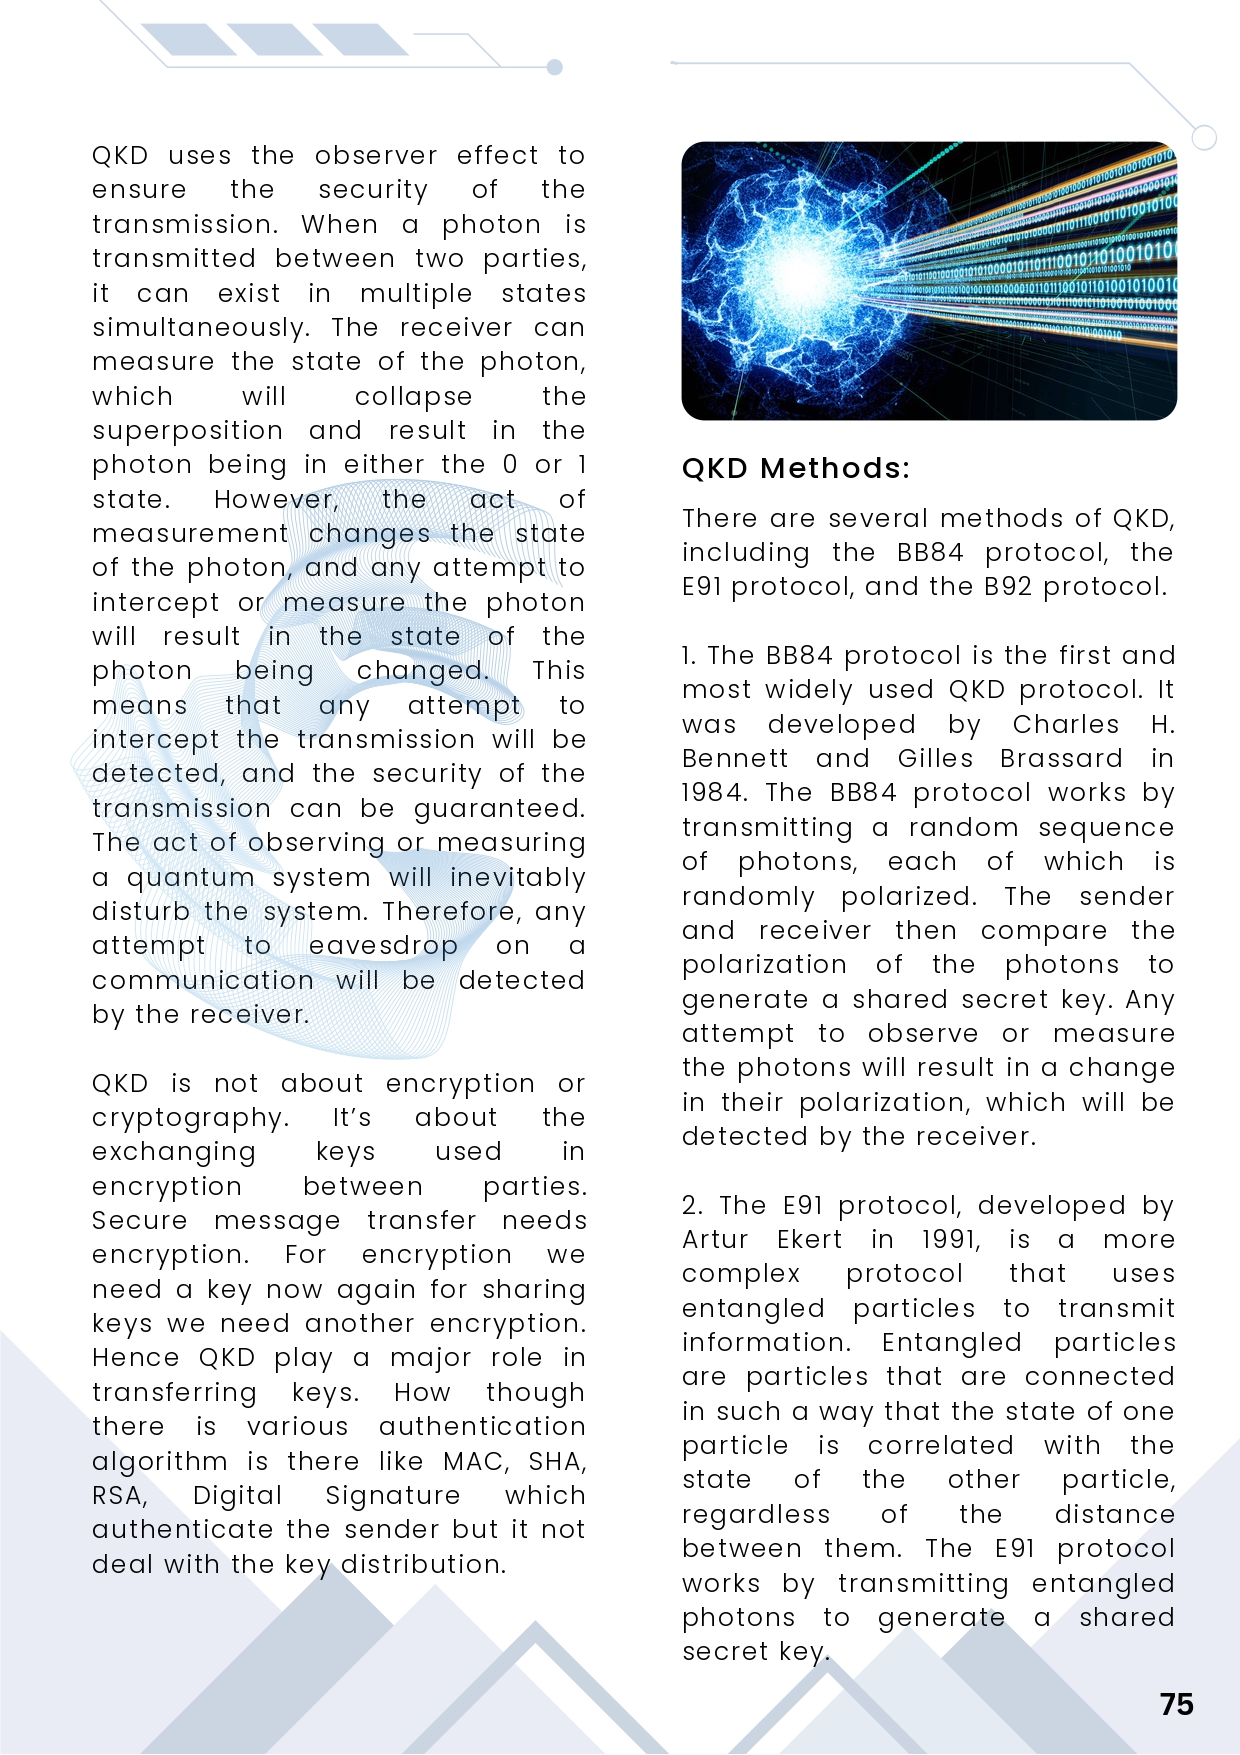 QKD uses the observer effect to
ensure the security of the
transmission. When a photon is
transmitted between two parties,
it can exist in multiple states
simultaneously. The receiver can
measure the state of the photon,
which will collapse the
superposition and result in the
photon being in either the 0 or 1
state. However, the act of
measurement changes the state
of the photon, and any attempt to
intercept or measure the photon
will result in the state of the
photon being changed. This
means that any attempt to
intercept the transmission will be
detected, and the security of the
transmission can be guaranteed.
The act of observing or measuring
a quantum system will inevitably
disturb the system. Therefore, any
attempt to eavesdrop on a
communication will be detected
by the receiver.
QKD is not about encryption or
cryptography. It’s about the
exchanging keys used in
encryption between parties.
Secure message transfer needs
encryption. For encryption we
need a key now again for sharing
keys we need another encryption.
Hence QKD play a major role in
transferring keys. How though
there is various authentication
algorithm is there like MAC, SHA,
RSA, Digital Signature which
authenticate the sender but it not
deal with the key distribution.
QKD Methods:
There are several methods of QKD,
including the BB84 protocol, the
E91 protocol, and the B92 protocol.
1. The BB84 protocol is the first and
most widely used QKD protocol. It
was developed by Charles H.
Bennett and Gilles Brassard in
1984. The BB84 protocol works by
transmitting a random sequence
of photons, each of which is
randomly polarized. The sender
and receiver then compare the
polarization of the photons to
generate a shared secret key. Any
attempt to observe or measure
the photons will result in a change
in their polarization, which will be
detected by the receiver.
2. The E91 protocol, developed by
Artur Ekert in 1991, is a more
complex protocol that uses
entangled particles to transmit
information. Entangled particles
are particles that are connected
in such a way that the state of one
particle is correlated with the
state of the other particle,
regardless of the distance
between them. The E91 protocol
works by transmitting entangled
photons to generate a shared
secret key.
75